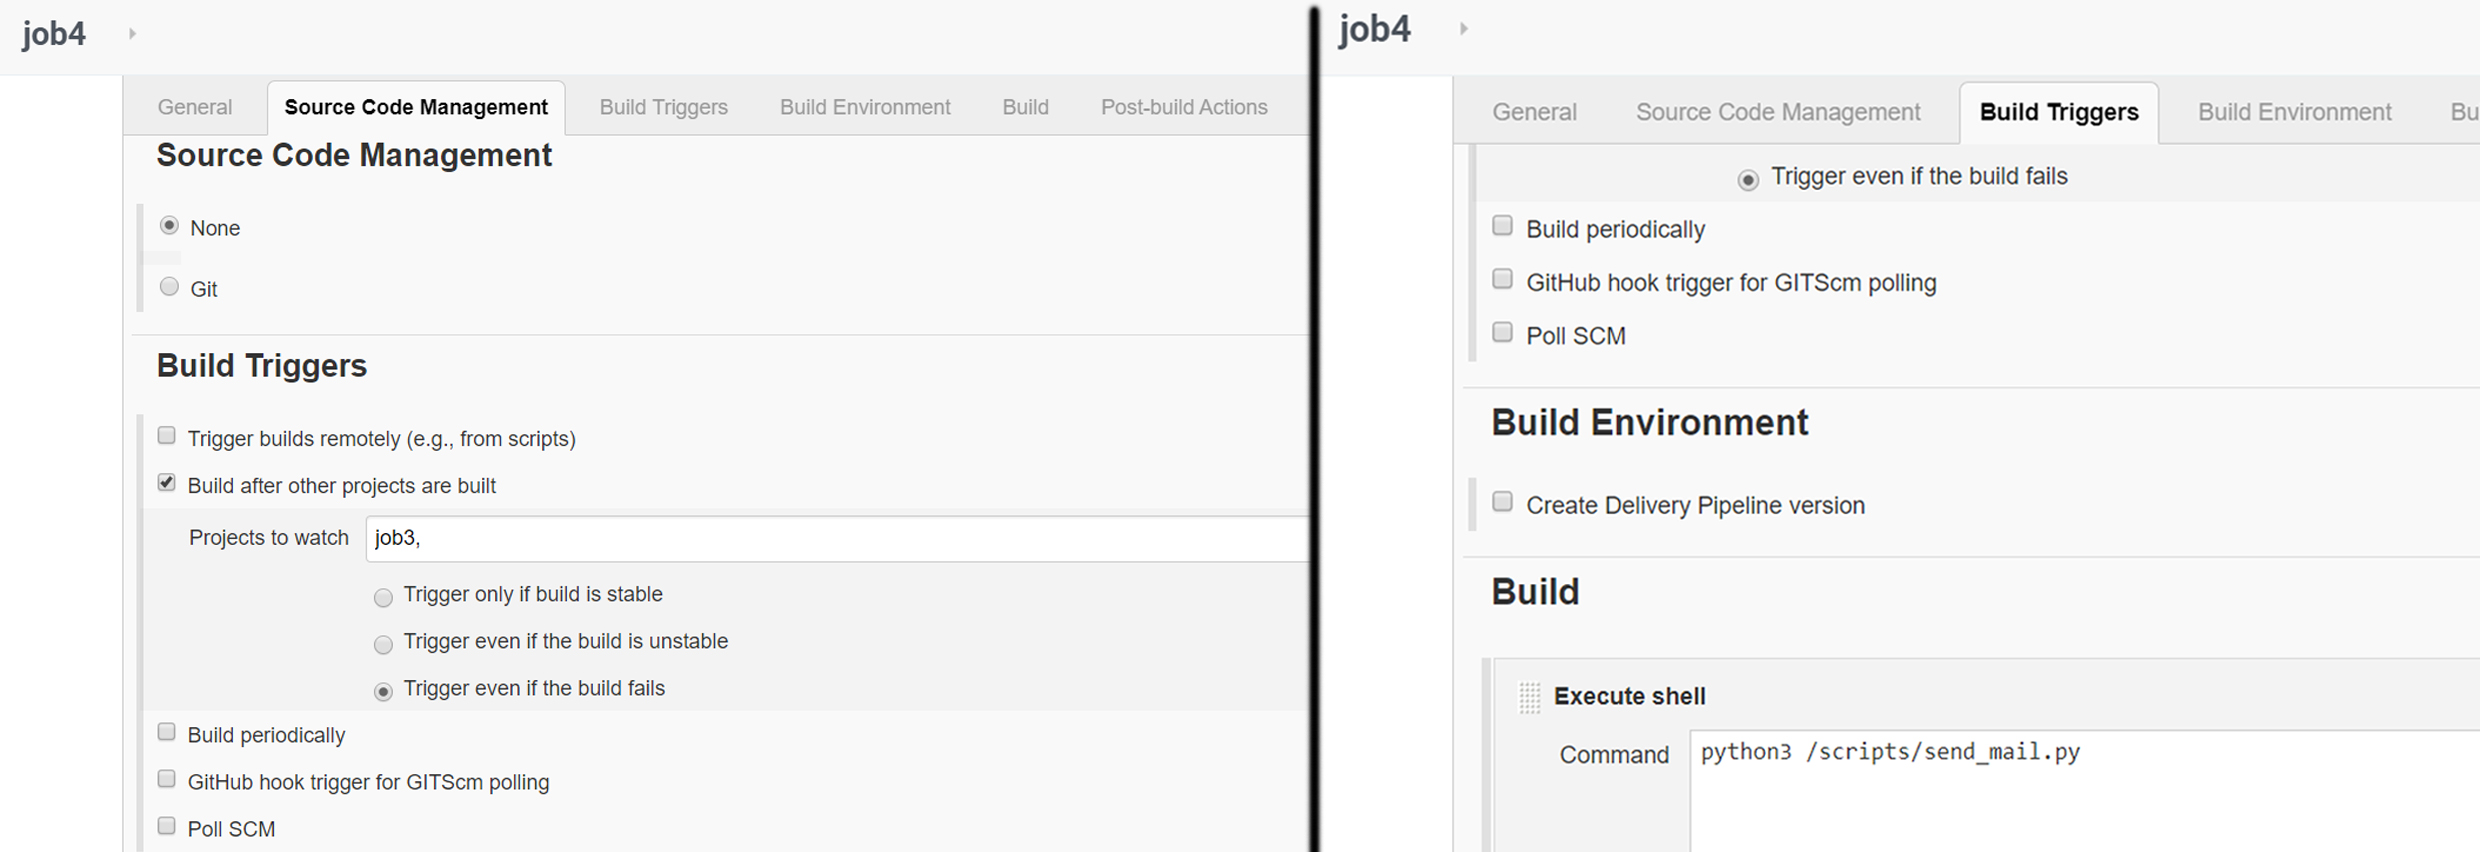 job4
General Source Code Management Build Triggers Build Environment Build Post-build Actions
Source Code Management
None
Git
Build Triggers
Trigger builds remotely (e.g., from scripts)
Build after other projects are built
Projects to watch job3,
Trigger only if build is stable
Trigger even if the build is unstable
Trigger even if the build fails
Build periodically
GitHub hook trigger for GITScm polling
Poll SCM
job4
General Source Code Management Build Triggers Build Environment Bu
Trigger even if the build fails
Build periodically
GitHub hook trigger for GITScm polling
Poll SCM
Build Environment
Create Delivery Pipeline version
Build
Execute shell
Command python3 /scripts/send_mail.py